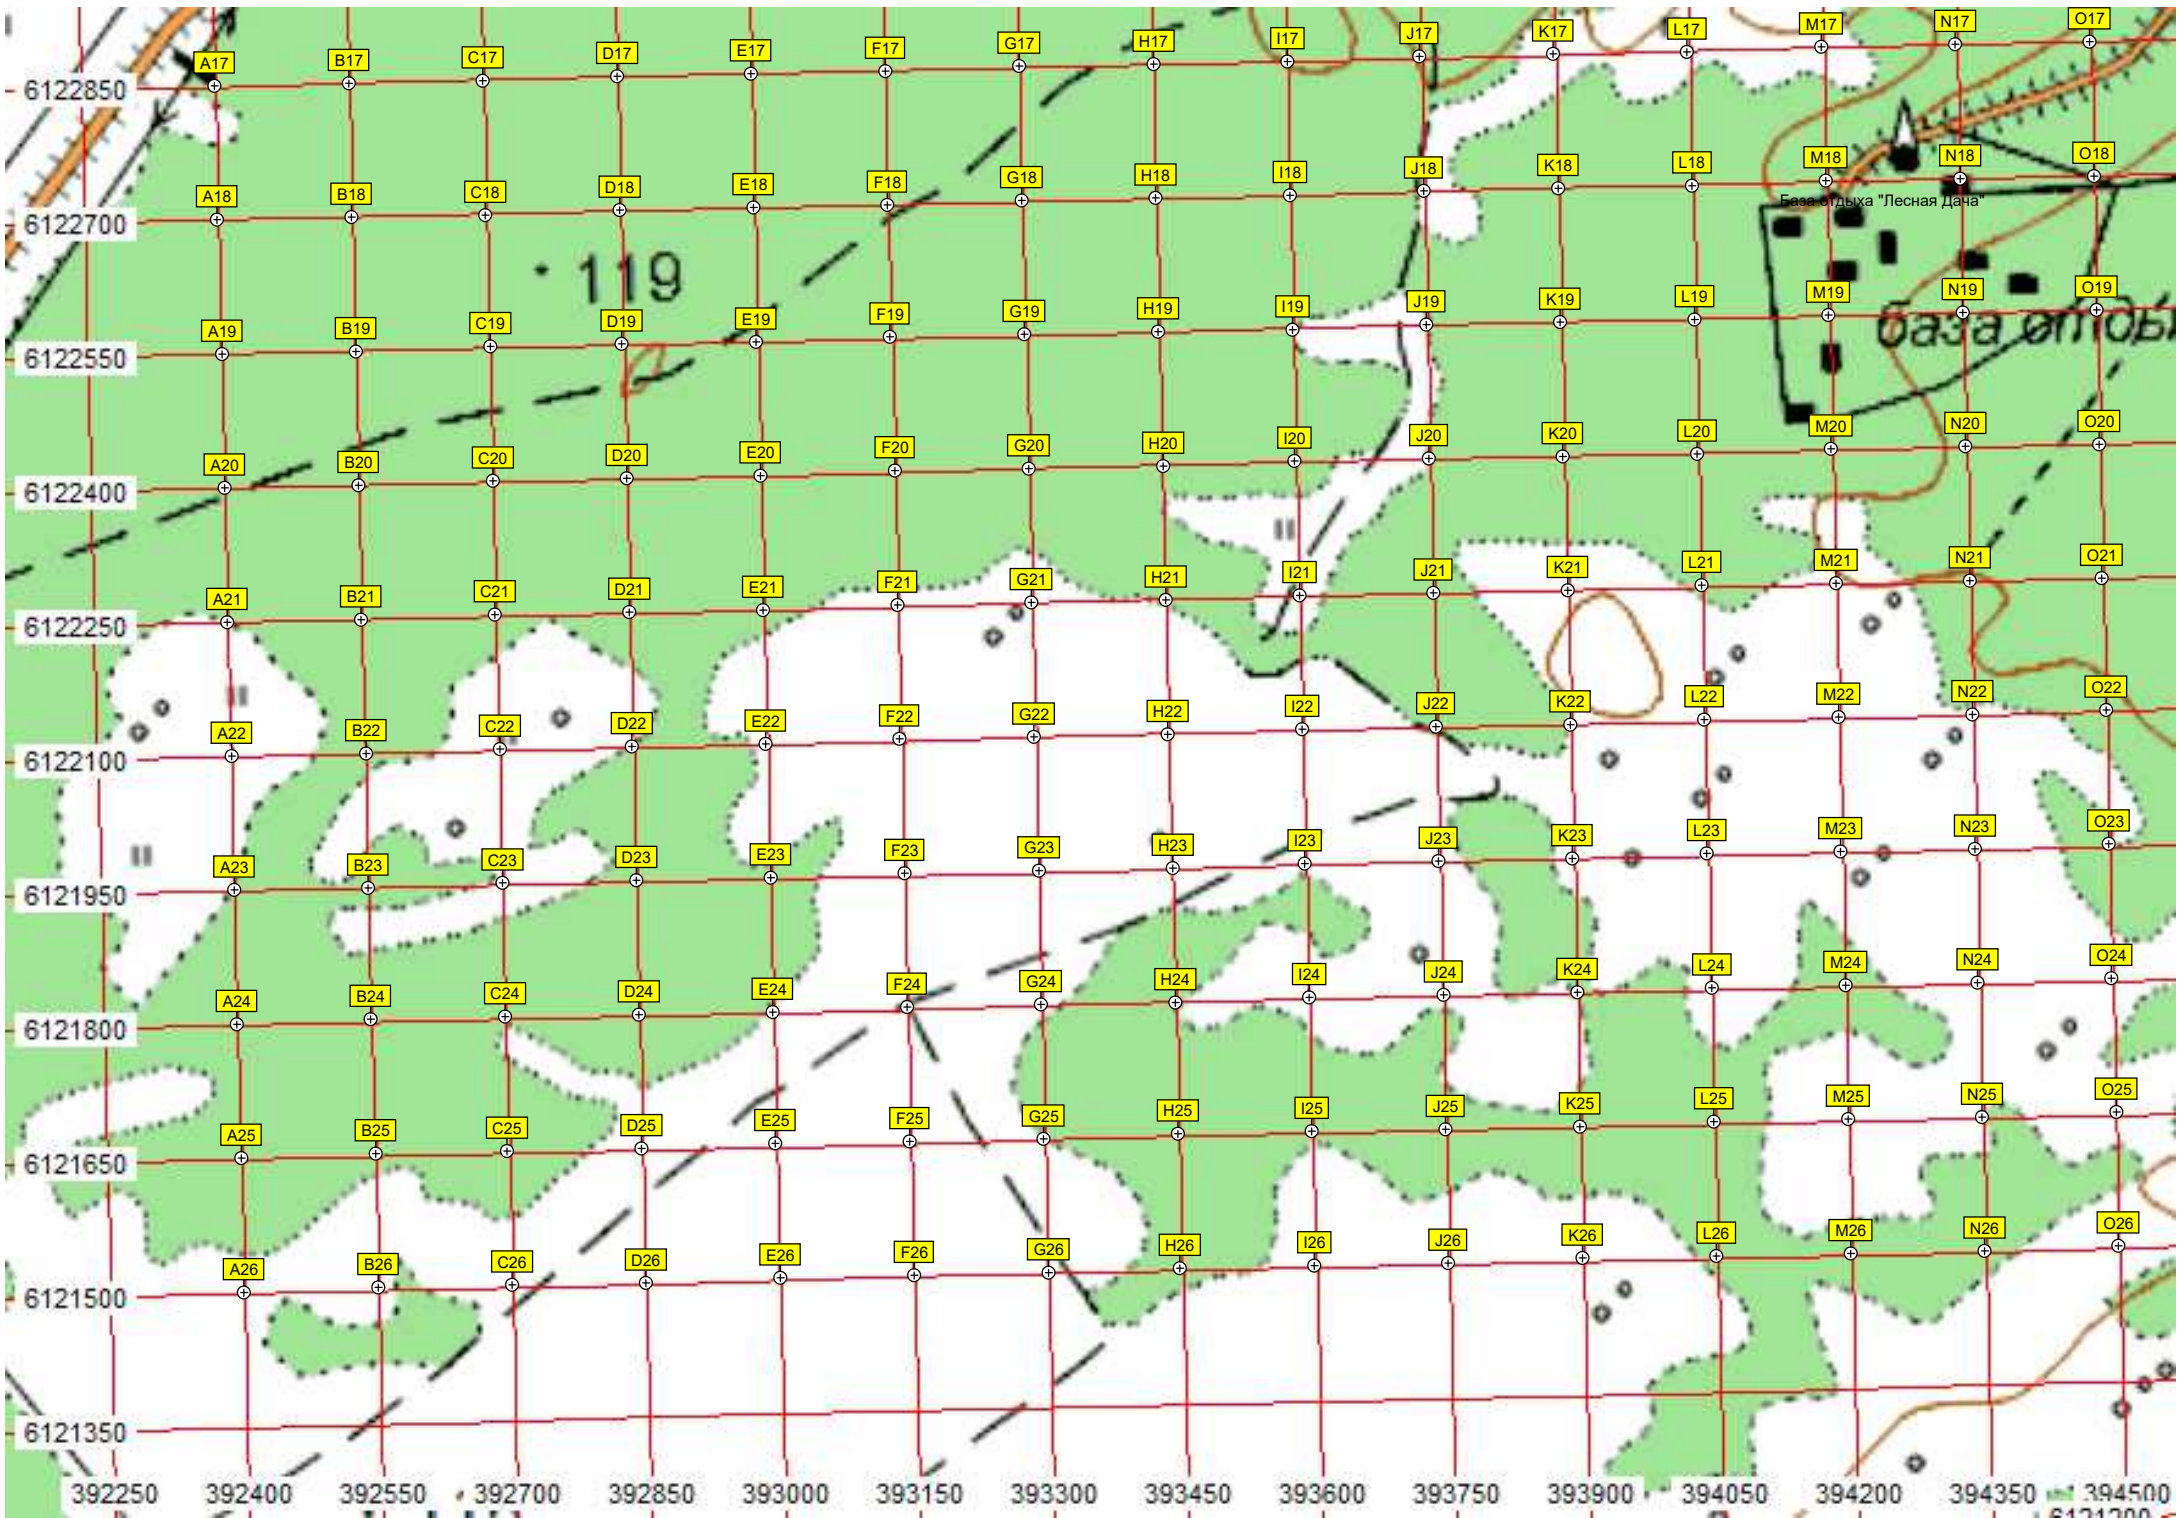 A17 B17 C17 D17 E17 F17 G17 H17 I17 J17 K17 L17 M17 N17 O17
6122850
A18 B18 C18 D18 E18 F18 G18 H18 I18 J18 K18 L18 M18 N18 O18
База отдыха "Лесная Дача"
6122700
119
A19 B19 C19 D19 E19 F19 G19 H19 I19 J19 K19 L19 M19 N19 O19
база
6122550
A20 B20 C20 D20 E20 F20 G20 H20 I20 J20 K20 L20 M20 N20 O20
6122400
A21 B21 C21 D21 E21 F21 G21 H21 I21 J21 K21 L21 M21 N21 O21
6122250
A22 B22 C22 D22 E22 F22 G22 H22 I22 J22 K22 L22 M22 N22 O22
6122100
A23 B23 C23 D23 E23 F23 G23 H23 I23 J23 K23 L23 M23 N23 O23
6121950
A24 B24 C24 D24 E24 F24 G24 H24 I24 J24 K24 L24 M24 N24 O24
6121800
A25 B25 C25 D25 E25 F25 G25 H25 I25 J25 K25 L25 M25 N25 O25
6121650
A26 B26 C26 D26 E26 F26 G26 H26 I26 J26 K26 L26 M26 N26 O26
6121500
6121350
392250 392400 392550 392700 392850 393000 393150 393300 393450 393600 393750 393900 394050 394200 394350 394500